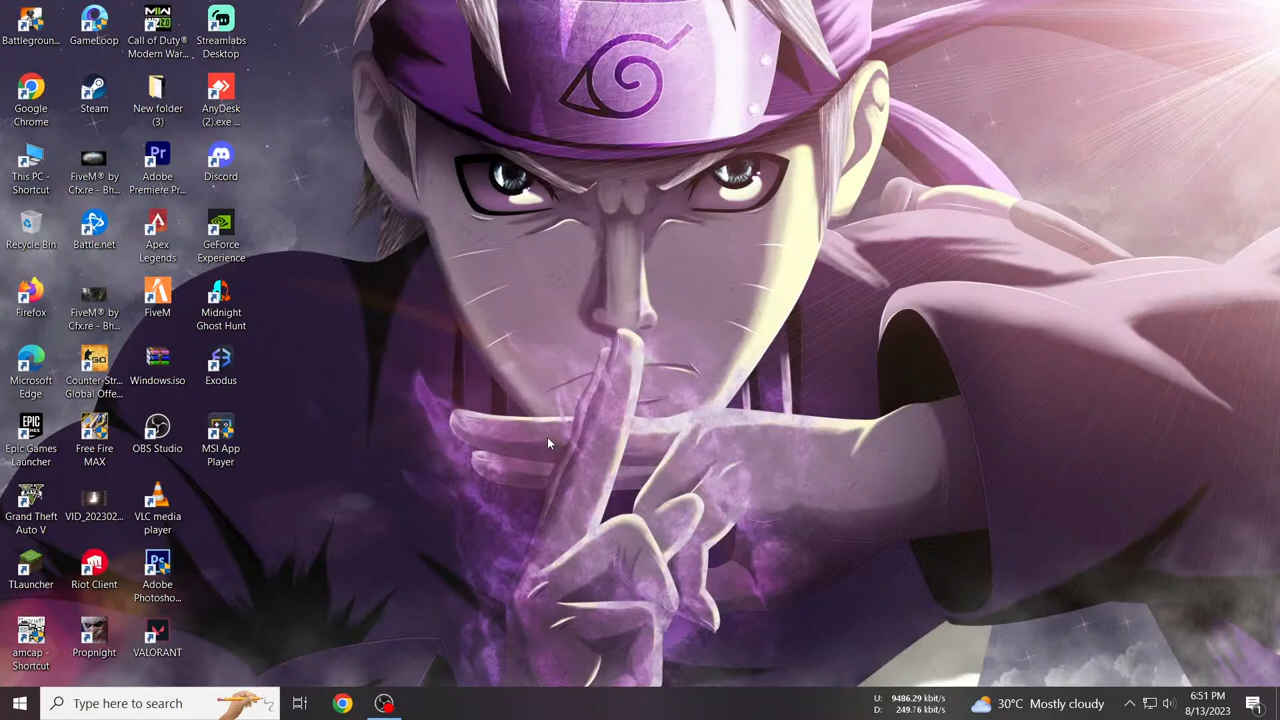 Battlegroun...
GameLoop
Call of Duty®
Modern War...
Streamlabs
Desktop
Google
Chrome
Steam
New folder
(3)
AnyDesk
(2).exe ...
This PC -
Shortcut
FiveM® by
Cfx.re - Bh...
Adobe
Premiere Pr...
Discord
Recycle Bin
Battle.net
Apex
Legends
GeForce
Experience
Firefox
FiveM® by
Cfx.re - Bh...
FiveM
Midnight
Ghost Hunt
Microsoft
Edge
Counter-Str...
Global Offe...
Windows.iso
Exodus
Epic Games
Launcher
Free Fire
MAX
OBS Studio
MSI App
Player
Grand Theft
Auto V
VID_202302...
VLC media
player
TLauncher
Riot Client
Adobe
Photosho...
amcap -
Shortcut
Propnight
VALORANT
Type here to search
U: 9486.29 kbit/s
D: 249.76 kbit/s
30°C Mostly cloudy
6:51 PM
8/13/2023
1